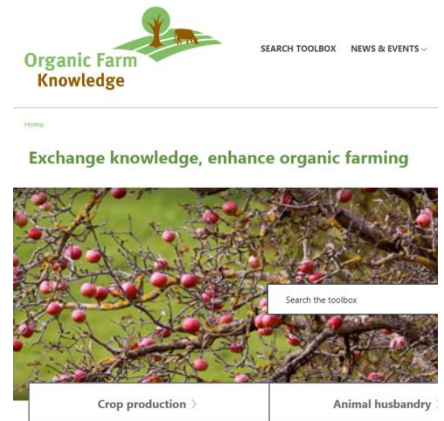 Organic Farm
Knowledge
SEARCH TOOLBOX NEWS & EVENTS
Home
Exchange knowledge, enhance organic farming
Search the toolbox
Crop production
Animal husbandry